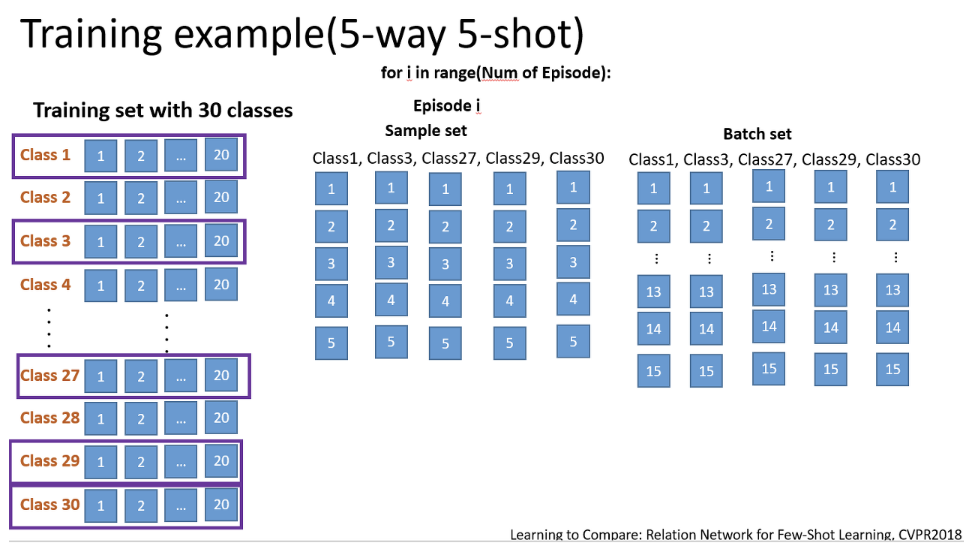 Training example(5-way 5-shot)
for i in range(Num of Episode):
Training set with 30 classes
Class 1 1 2 ... 20
Class 2 1 2 ... 20
Class 3 1 2 ... 20
Class 4 1 2 ... 20
Class 27 1 2 ... 20
Class 28 1 2 ... 20
Class 29 1 2 ... 20
Class 30 1 2 ... 20
Episode i
Sample set
Class1, Class3, Class27, Class29, Class30
1 1 1 1 1
2 2 2 2 2
3 3 3 3 3
4 4 4 4 4
5 5 5 5 5
Batch set
Class1, Class3, Class27, Class29, Class30
1 1 1 1 1
2 2 2 2 2
⋮ ⋮ ⋮ ⋮ ⋮
13 13 13 13 13
14 14 14 14 14
15 15 15 15 15
Learning to Compare: Relation Network for Few-Shot Learning, CVPR2018